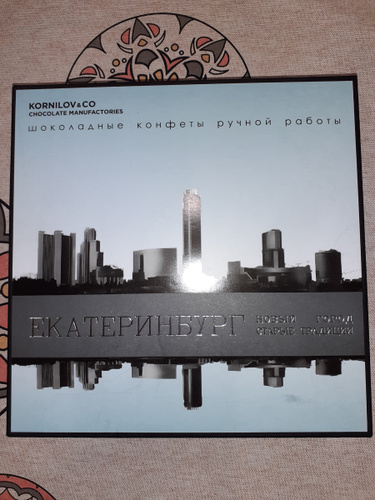 KORNILOV&CO
CHOCOLATE MANUFACTORIES
шоколадные конфеты ручной работы
ЕКАТЕРИНБУРГ
НОВЫЙ ГОРОД
СТАРЫЕ ТРАДИЦИИ